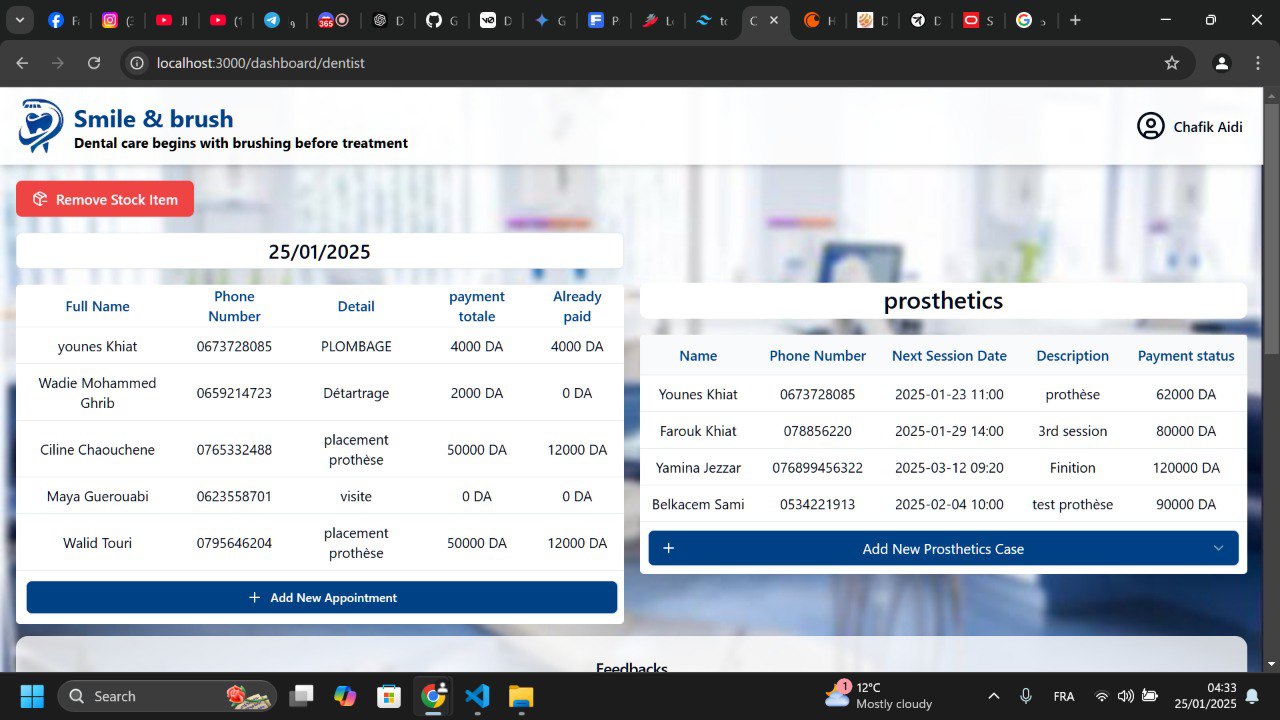 localhost:3000/dashboard/dentist
Smile & brush
Dental care begins with brushing before treatment
Chafik Aidi
Remove Stock Item
25/01/2025
Full Name Phone Number Detail payment totale Already paid
younes Khiat 0673728085 PLOMBAGE 4000 DA 4000 DA
Wadie Mohammed Ghrib 0659214723 Détartrage 2000 DA 0 DA
Ciline Chaouchene 0765332488 placement prothèse 50000 DA 12000 DA
Maya Guerouabi 0623558701 visite 0 DA 0 DA
Walid Touri 0795646204 placement prothèse 50000 DA 12000 DA
Add New Appointment
prosthetics
Name Phone Number Next Session Date Description Payment status
Younes Khiat 0673728085 2025-01-23 11:00 prothèse 62000 DA
Farouk Khiat 078856220 2025-01-29 14:00 3rd session 80000 DA
Yamina Jezzar 076899456322 2025-03-12 09:20 Finition 120000 DA
Belkacem Sami 0534221913 2025-02-04 10:00 test prothèse 90000 DA
Add New Prosthetics Case
Feedbacks
Search
1
12°C
Mostly cloudy
FRA
04:33
25/01/2025